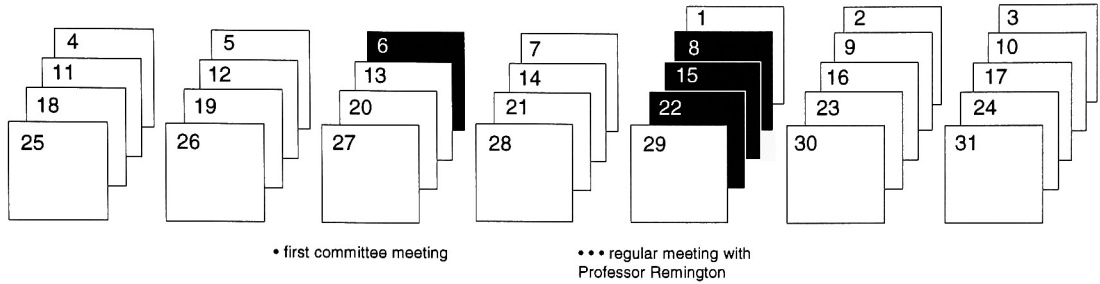 1 2 3
4 5 6 7 8 9 10
11 12 13 14 15 16 17
18 19 20 21 22 23 24
25 26 27 28 29 30 31
• first committee meeting
• • • regular meeting with
Professor Remington